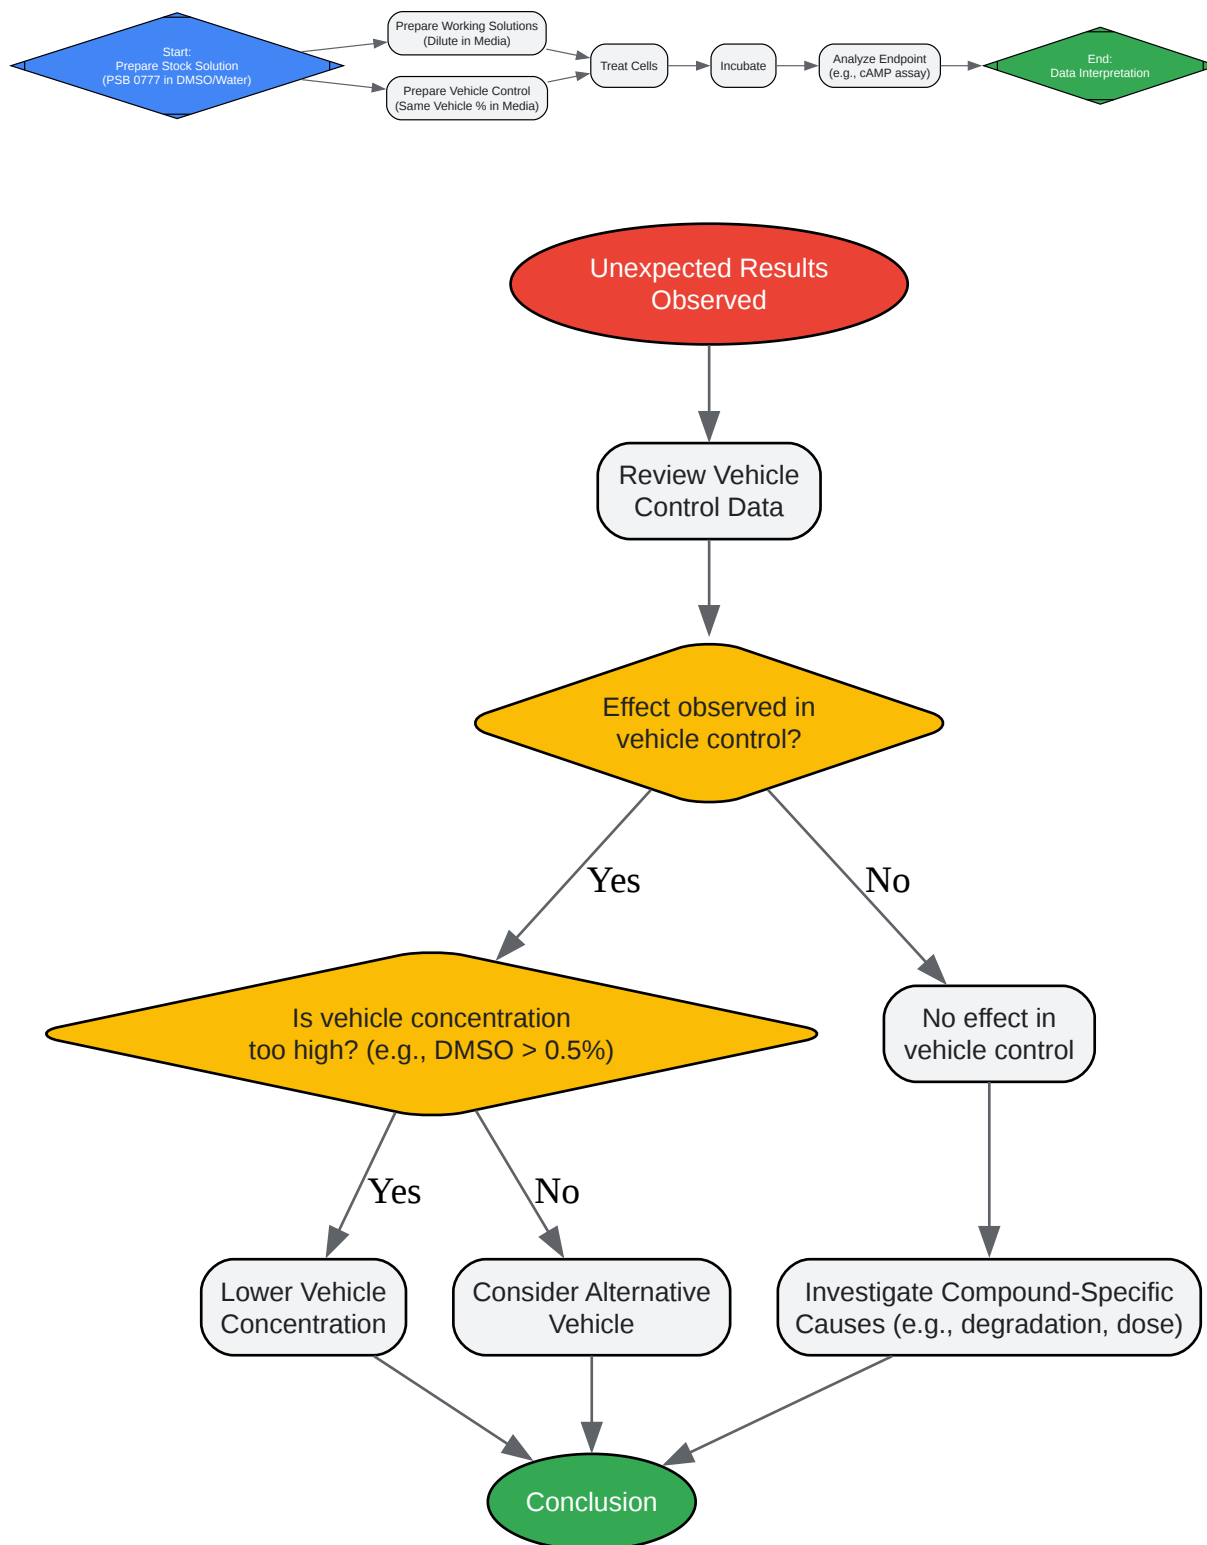 Start:
Prepare Stock Solution
(PSB 0777 in DMSO/Water)
Prepare Working Solutions
(Dilute in Media)
Prepare Vehicle Control
(Same Vehicle % in Media)
Treat Cells
Incubate
Analyze Endpoint
(e.g., cAMP assay)
End:
Data Interpretation
Unexpected Results
Observed
Review Vehicle
Control Data
Effect observed in
vehicle control?
Yes
No
Is vehicle concentration
too high? (e.g., DMSO > 0.5%)
No effect in
vehicle control
Yes
No
Lower Vehicle
Concentration
Consider Alternative
Vehicle
Investigate Compound-Specific
Causes (e.g., degradation, dose)
Conclusion